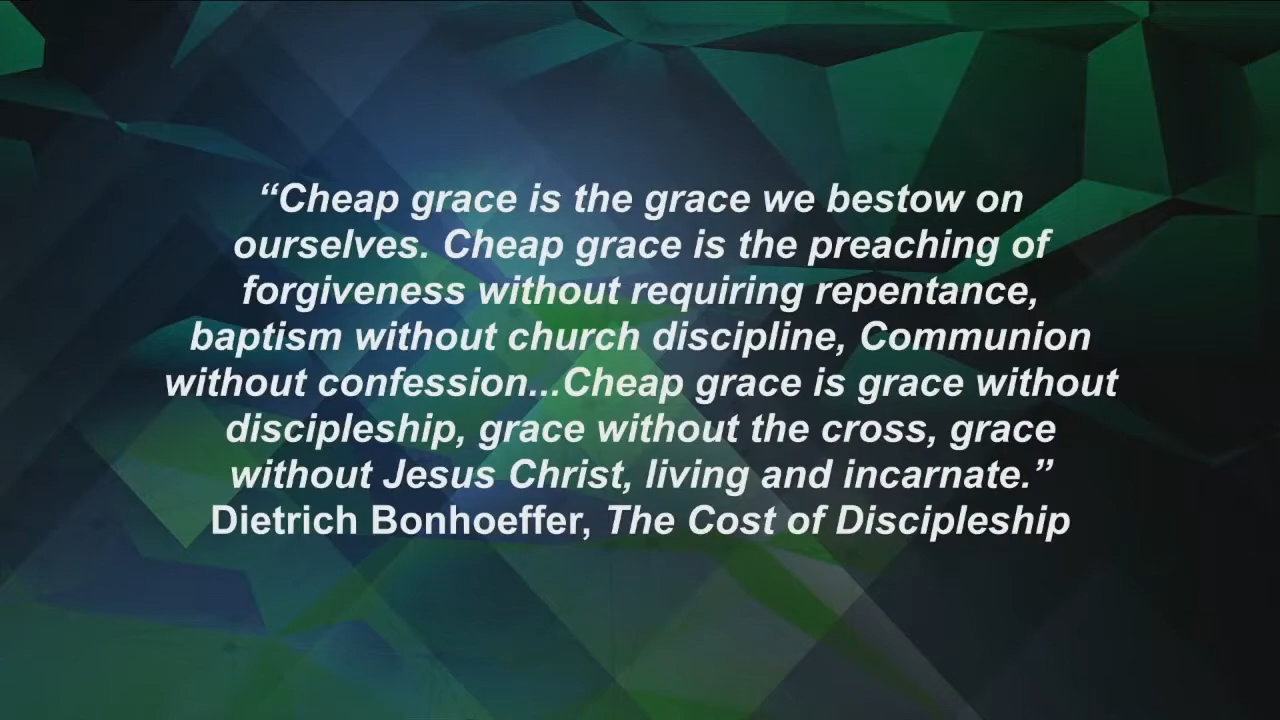 “Cheap grace is the grace we bestow on
ourselves. Cheap grace is the preaching of
forgiveness without requiring repentance,
baptism without church discipline, Communion
without confession...Cheap grace is grace without
discipleship, grace without the cross, grace
without Jesus Christ, living and incarnate.”
Dietrich Bonhoeffer, The Cost of Discipleship